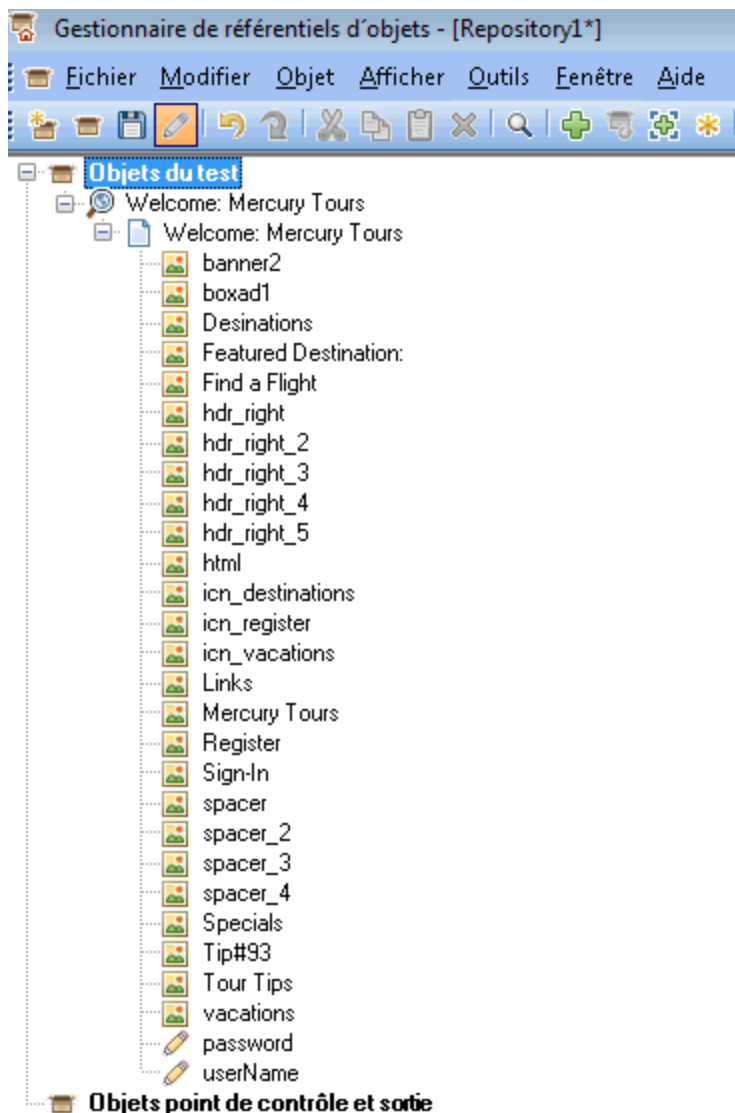 Gestionnaire de référentiels d´objets - [Repository1*]
Fichier Modifier Objet Afficher Outils Fenêtre Aide
Objets du test
Welcome: Mercury Tours
Welcome: Mercury Tours
banner2
boxad1
Desinations
Featured Destination:
Find a Flight
hdr_right
hdr_right_2
hdr_right_3
hdr_right_4
hdr_right_5
html
icn_destinations
icn_register
icn_vacations
Links
Mercury Tours
Register
Sign-In
spacer
spacer_2
spacer_3
spacer_4
Specials
Tip#93
Tour Tips
vacations
password
userName
Objets point de contrôle et sortie